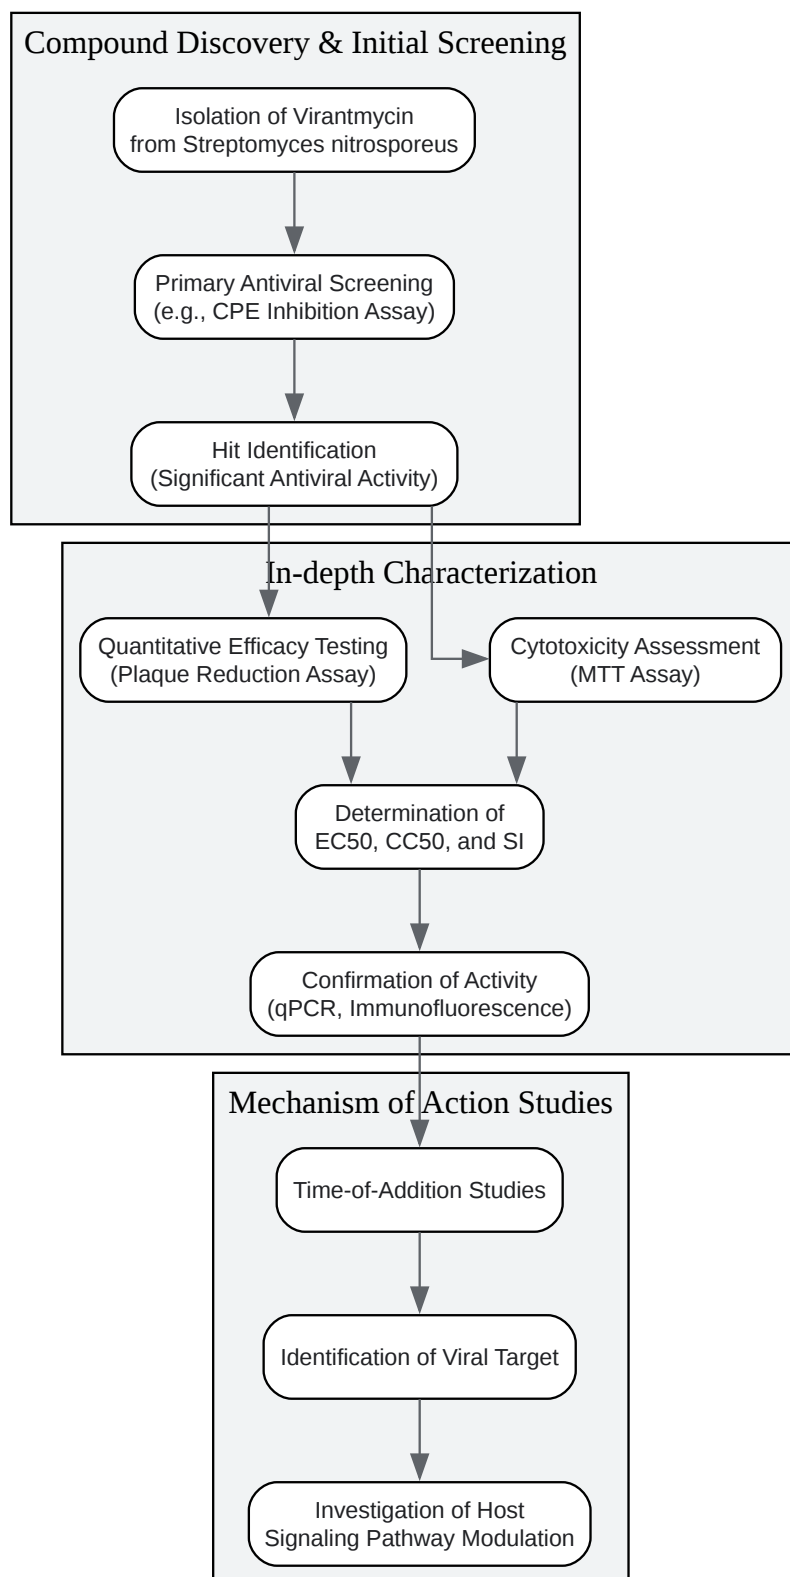 Compound Discovery & Initial Screening
Isolation of Virantmycin
from Streptomyces nitrosporeus
Primary Antiviral Screening
(e.g., CPE Inhibition Assay)
Hit Identification
(Significant Antiviral Activity)
In-depth Characterization
Quantitative Efficacy Testing
(Plaque Reduction Assay)
Cytotoxicity Assessment
(MTT Assay)
Determination of
EC50, CC50, and SI
Confirmation of Activity
(qPCR, Immunofluorescence)
Mechanism of Action Studies
Time-of-Addition Studies
Identification of Viral Target
Investigation of Host
Signaling Pathway Modulation